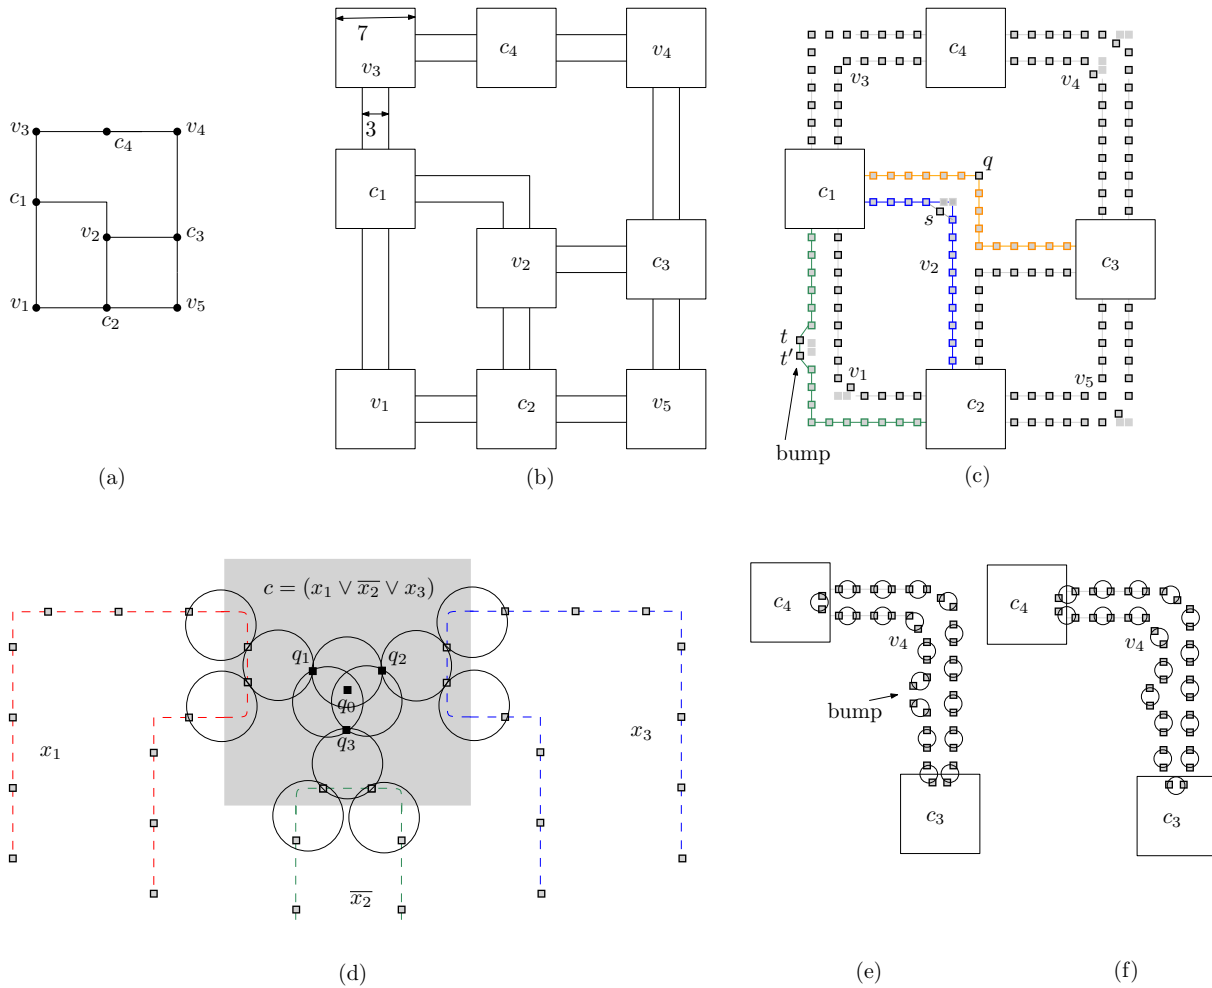 v₃
v₄
c₄
c₁
v₂
c₃
v₁
c₂
v₅
(a)
7
v₃
c₄
v₄
3
c₁
v₂
c₃
v₁
c₂
v₅
(b)
c₄
v₃
v₄
c₁
q
s
v₂
c₃
t
t′
v₁
v₅
c₂
bump
(c)
c = (x₁ ∨ x̅₂ ∨ x₃)
q₁
q₂
q₀
q₃
x₁
x₃
x̅₂
(d)
c₄
v₄
bump
c₃
(e)
c₄
v₄
c₃
(f)